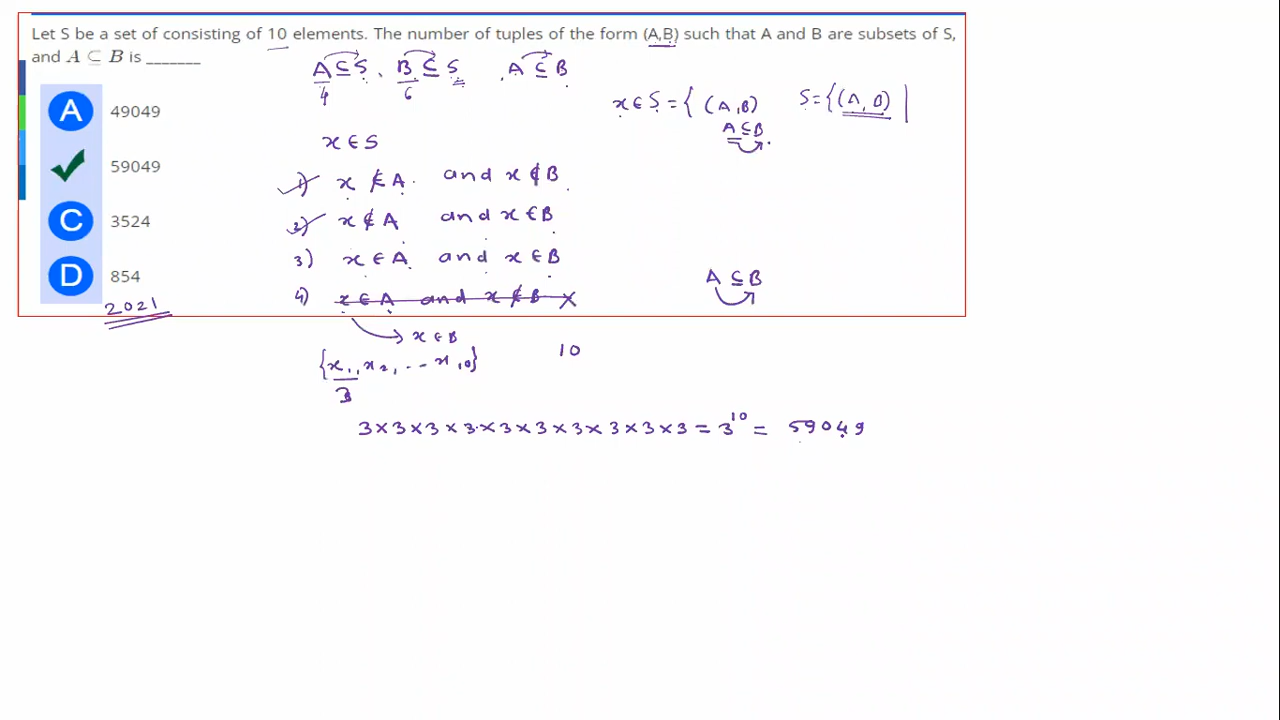 Let S be a set of consisting of 10 elements. The number of tuples of the form (A,B) such that A and B are subsets of S,
and A ⊆ B is _______
A ⊆ S, B ⊆ S , A ⊆ B
4 6
x ∈ S = { (A,B) S = {(A, B) |
A ⊆ B
A 49049
x ∈ S
59049
1) x ∉ A and x ∉ B
C 3524
2) x ∉ A and x ∈ B
3) x ∈ A and x ∈ B
D 854
A ⊆ B
4) x ∈ A and x ∉ B ×
2021
x ∈ B
{x1, x2, ... x10} 10
3
3 × 3 × 3 × 3 × 3 × 3 × 3 × 3 × 3 × 3 = 3^10 = 59049